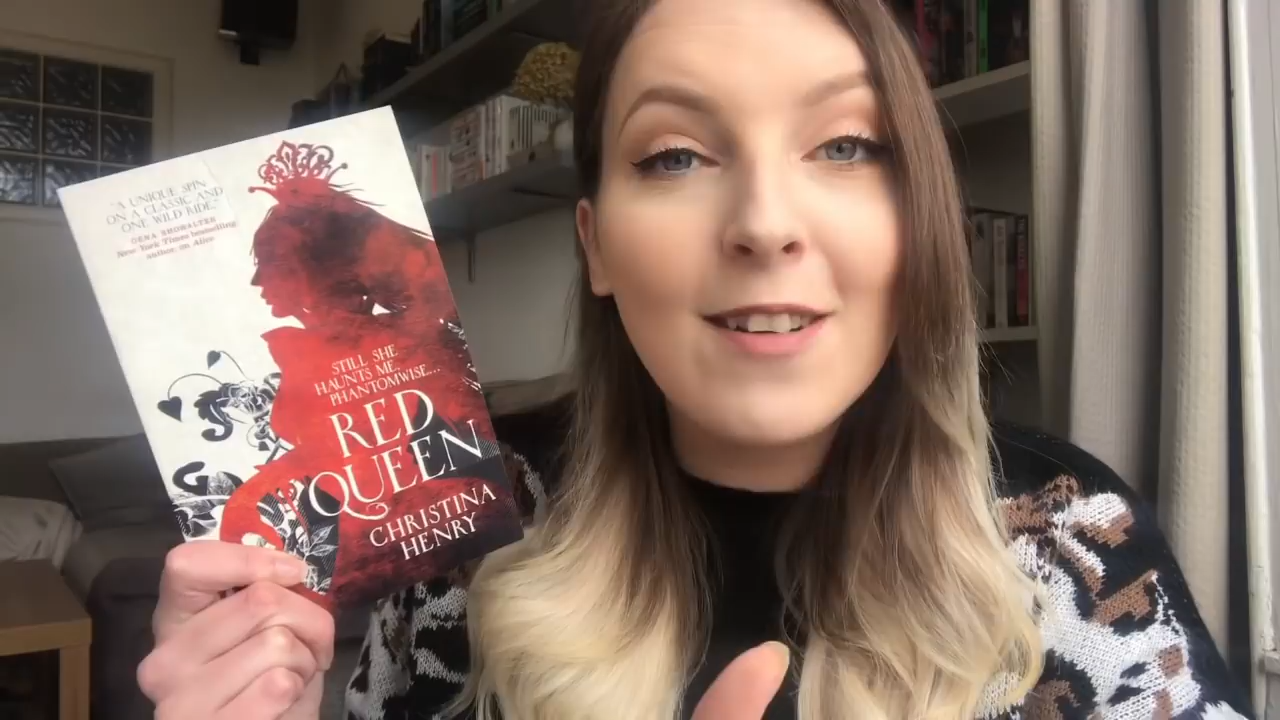 "A UNIQUE SPIN
ON A CLASSIC AND
ONE WILD RIDE."
GENA SHOWALTER
New York Times bestselling
author, on Alice
STILL SHE
HAUNTS ME,
PHANTOMWISE...
RED
QUEEN
CHRISTINA
HENRY